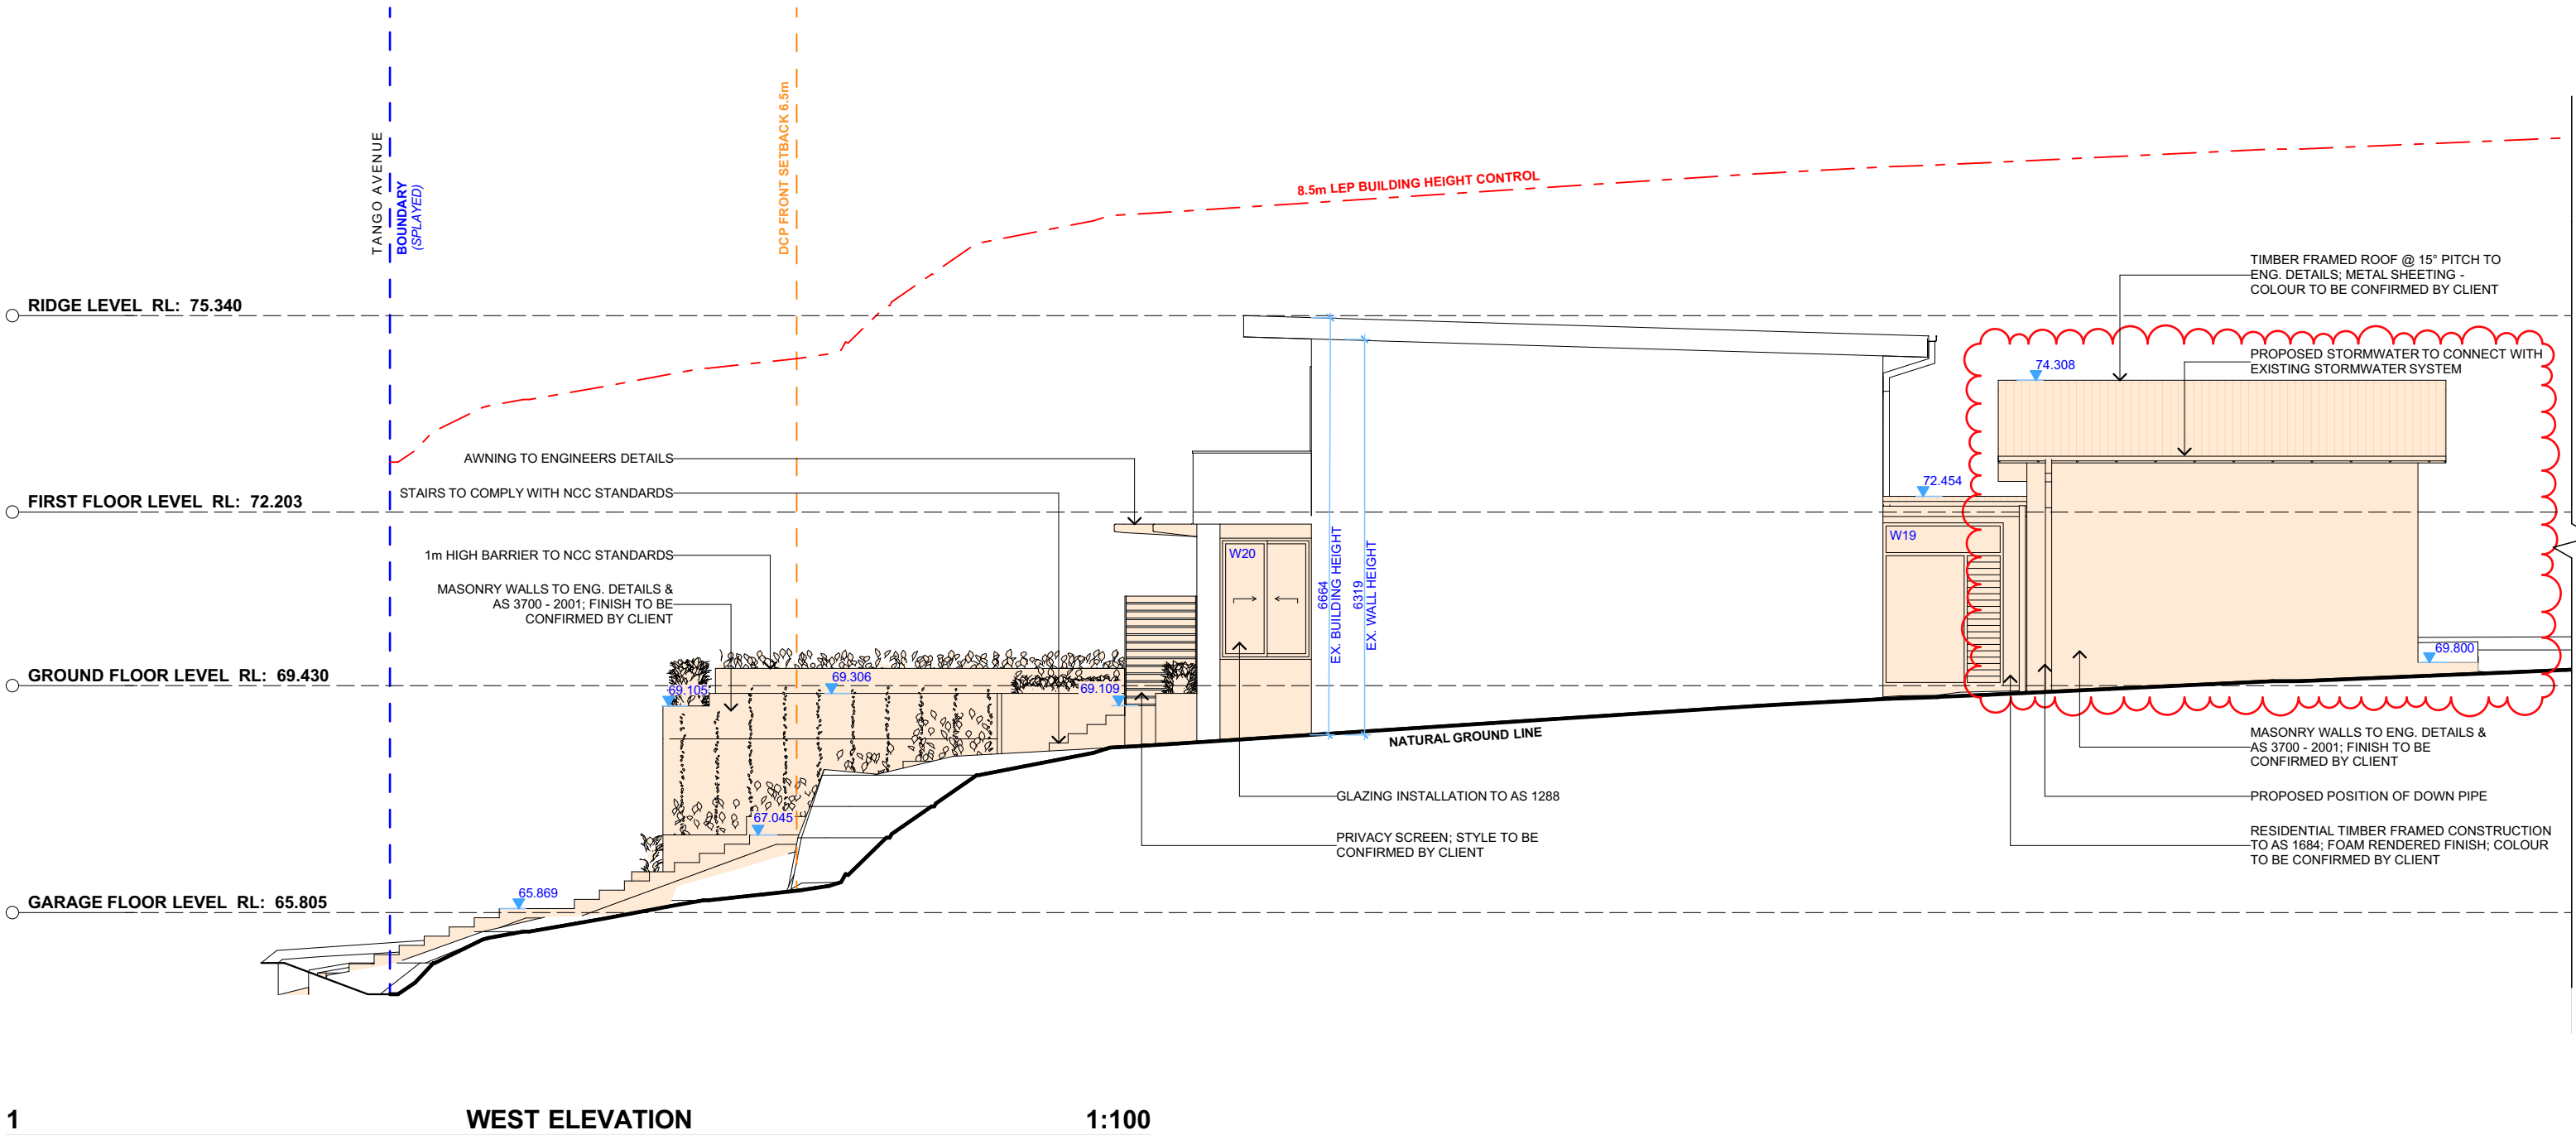 TANGO AVENUE
BOUNDARY
(SPLAYED)
DCP FRONT SETBACK 6.5m
8.5m LEP BUILDING HEIGHT CONTROL
RIDGE LEVEL RL: 75.340
FIRST FLOOR LEVEL RL: 72.203
GROUND FLOOR LEVEL RL: 69.430
GARAGE FLOOR LEVEL RL: 65.805
AWNING TO ENGINEERS DETAILS
STAIRS TO COMPLY WITH NCC STANDARDS
1m HIGH BARRIER TO NCC STANDARDS
MASONRY WALLS TO ENG. DETAILS &
AS 3700 - 2001; FINISH TO BE
CONFIRMED BY CLIENT
69.105
69.306
69.109
67.045
65.869
W20
6664
EX. BUILDING HEIGHT
6319
EX. WALL HEIGHT
NATURAL GROUND LINE
GLAZING INSTALLATION TO AS 1288
PRIVACY SCREEN; STYLE TO BE
CONFIRMED BY CLIENT
TIMBER FRAMED ROOF @ 15° PITCH TO
ENG. DETAILS; METAL SHEETING -
COLOUR TO BE CONFIRMED BY CLIENT
PROPOSED STORMWATER TO CONNECT WITH
EXISTING STORMWATER SYSTEM
74.308
72.454
W19
69.800
MASONRY WALLS TO ENG. DETAILS &
AS 3700 - 2001; FINISH TO BE
CONFIRMED BY CLIENT
PROPOSED POSITION OF DOWN PIPE
RESIDENTIAL TIMBER FRAMED CONSTRUCTION
TO AS 1684; FOAM RENDERED FINISH; COLOUR
TO BE CONFIRMED BY CLIENT
1 WEST ELEVATION 1:100